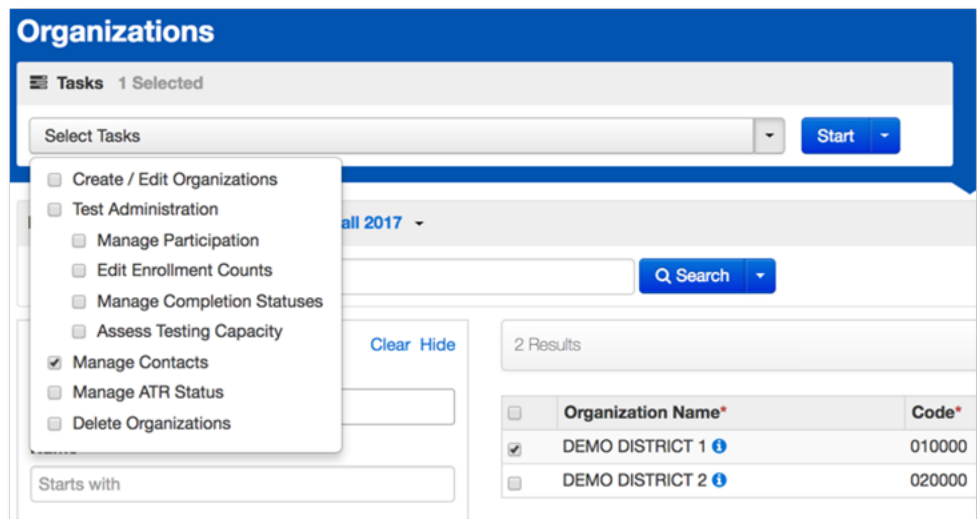 Organizations
Tasks 1 Selected
Select Tasks
Start
Create / Edit Organizations
Test Administration
Manage Participation
Edit Enrollment Counts
Manage Completion Statuses
Assess Testing Capacity
Manage Contacts
Manage ATR Status
Delete Organizations
all 2017
Search
Clear Hide
Starts with
2 Results
Organization Name* Code*
DEMO DISTRICT 1 010000
DEMO DISTRICT 2 020000